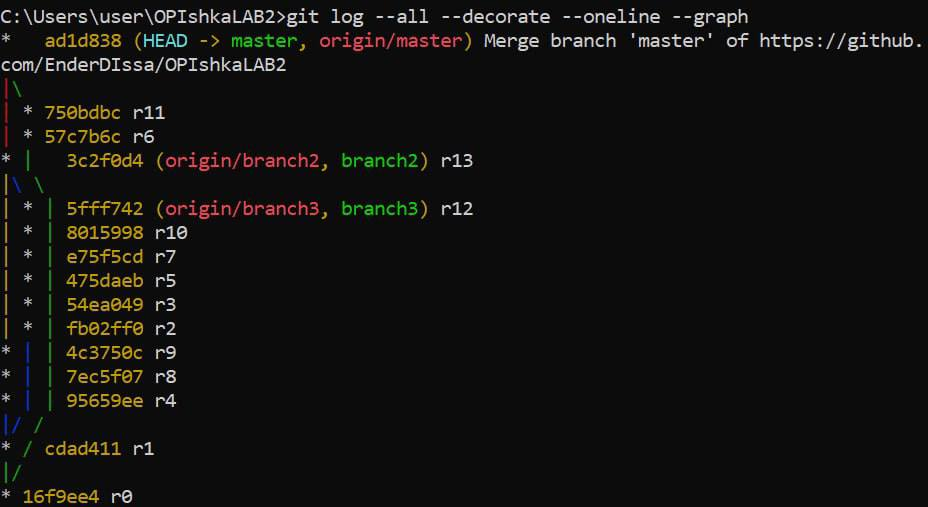 C:\Users\user\OPIshkaLAB2>git log --all --decorate --oneline --graph
*   ad1d838 (HEAD -> master, origin/master) Merge branch 'master' of https://github.
com/EnderDIssa/OPIshkaLAB2
|\
| * 750bdbc r11
| * 57c7b6c r6
* |   3c2f0d4 (origin/branch2, branch2) r13
|\ \
| * | 5fff742 (origin/branch3, branch3) r12
| * | 8015998 r10
| * | e75f5cd r7
| * | 475daeb r5
| * | 54ea049 r3
| * | fb02ff0 r2
* | | 4c3750c r9
* | | 7ec5f07 r8
* | | 95659ee r4
|/ /
* / cdad411 r1
|/
* 16f9ee4 r0